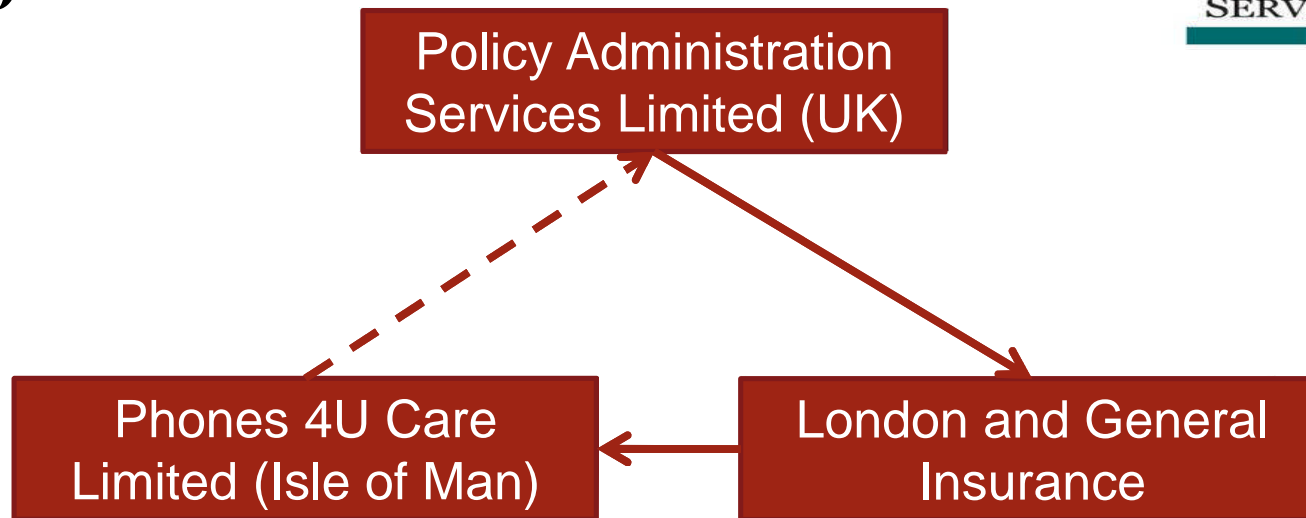 SERV
Policy Administration
Services Limited (UK)
Phones 4U Care
Limited (Isle of Man)
London and General
Insurance